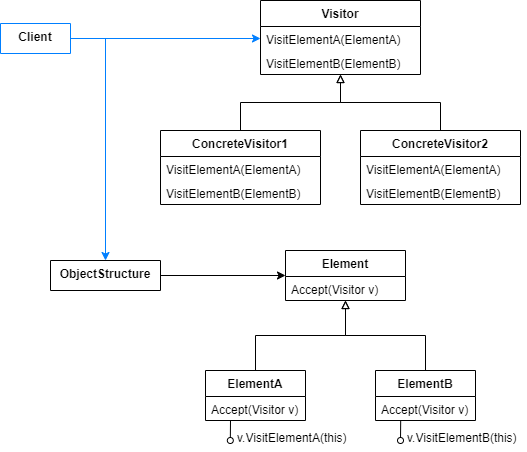 Visitor
Client
VisitElementA(ElementA)
VisitElementB(ElementB)
ConcreteVisitor1
VisitElementA(ElementA)
VisitElementB(ElementB)
ConcreteVisitor2
VisitElementA(ElementA)
VisitElementB(ElementB)
ObjectStructure
Element
Accept(Visitor v)
ElementA
Accept(Visitor v)
v.VisitElementA(this)
ElementB
Accept(Visitor v)
v.VisitElementB(this)